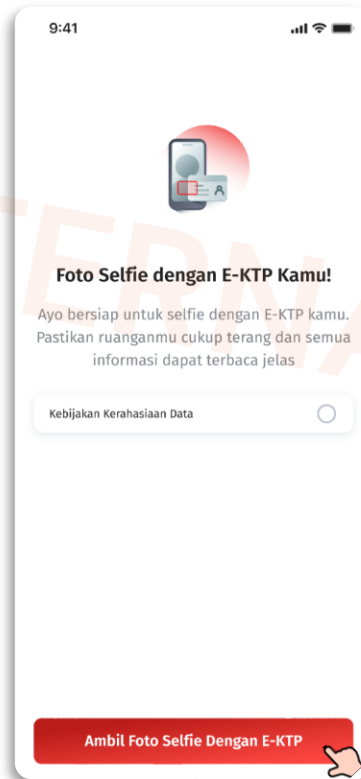 9:41
Foto Selfie dengan E-KTP Kamu!
Ayo bersiap untuk selfie dengan E-KTP kamu.
Pastikan ruanganmu cukup terang dan semua
informasi dapat terbaca jelas
Kebijakan Kerahasiaan Data
Ambil Foto Selfie Dengan E-KTP